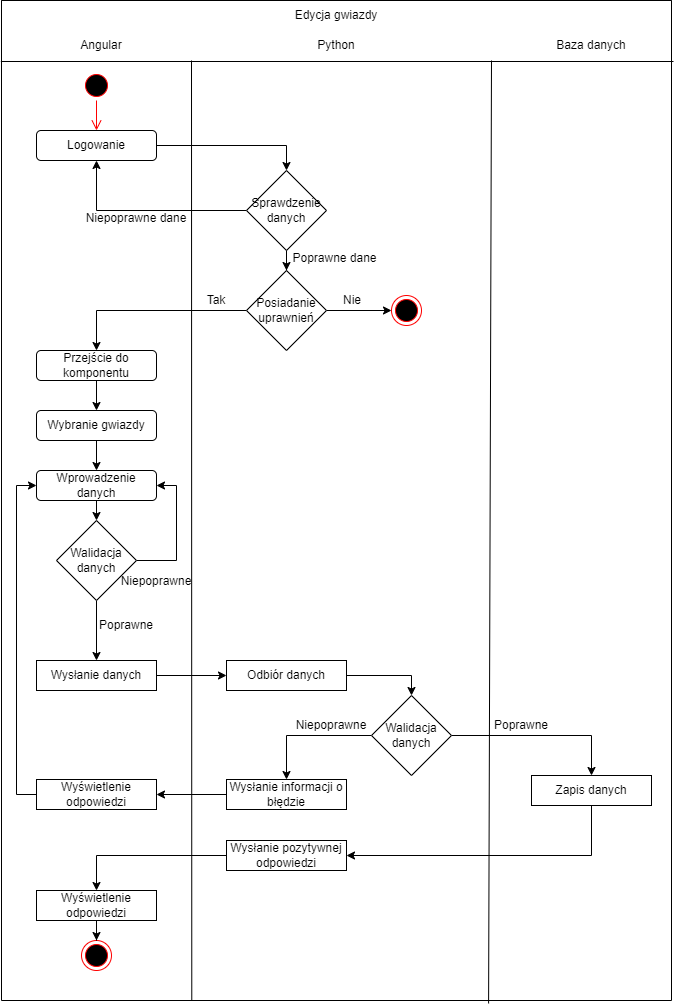 Edycja gwiazdy
Angular
Python
Baza danych
Logowanie
Sprawdzenie
danych
Niepoprawne dane
Poprawne dane
Tak
Posiadanie
uprawnień
Nie
Przejście do
komponentu
Wybranie gwiazdy
Wprowadzenie
danych
Walidacja
danych
Niepoprawne
Poprawne
Wysłanie danych
Odbiór danych
Niepoprawne
Walidacja
danych
Poprawne
Wyświetlenie
odpowiedzi
Wysłanie informacji o
błędzie
Zapis danych
Wysłanie pozytywnej
odpowiedzi
Wyświetlenie
odpowiedzi